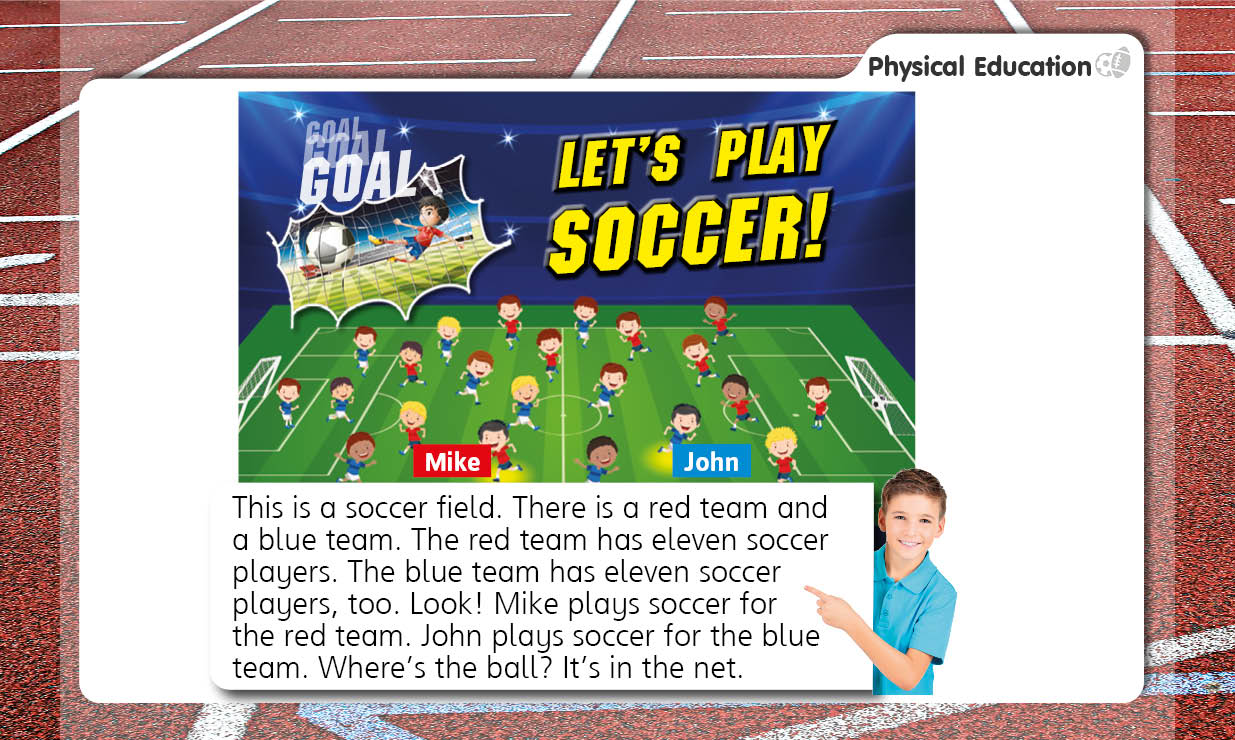 Physical Education
GOAL
GOAL
GOAL
LET'S PLAY
SOCCER!
Mike
John
This is a soccer field. There is a red team and
a blue team. The red team has eleven soccer
players. The blue team has eleven soccer
players, too. Look! Mike plays soccer for
the red team. John plays soccer for the blue
team. Where's the ball? It's in the net.